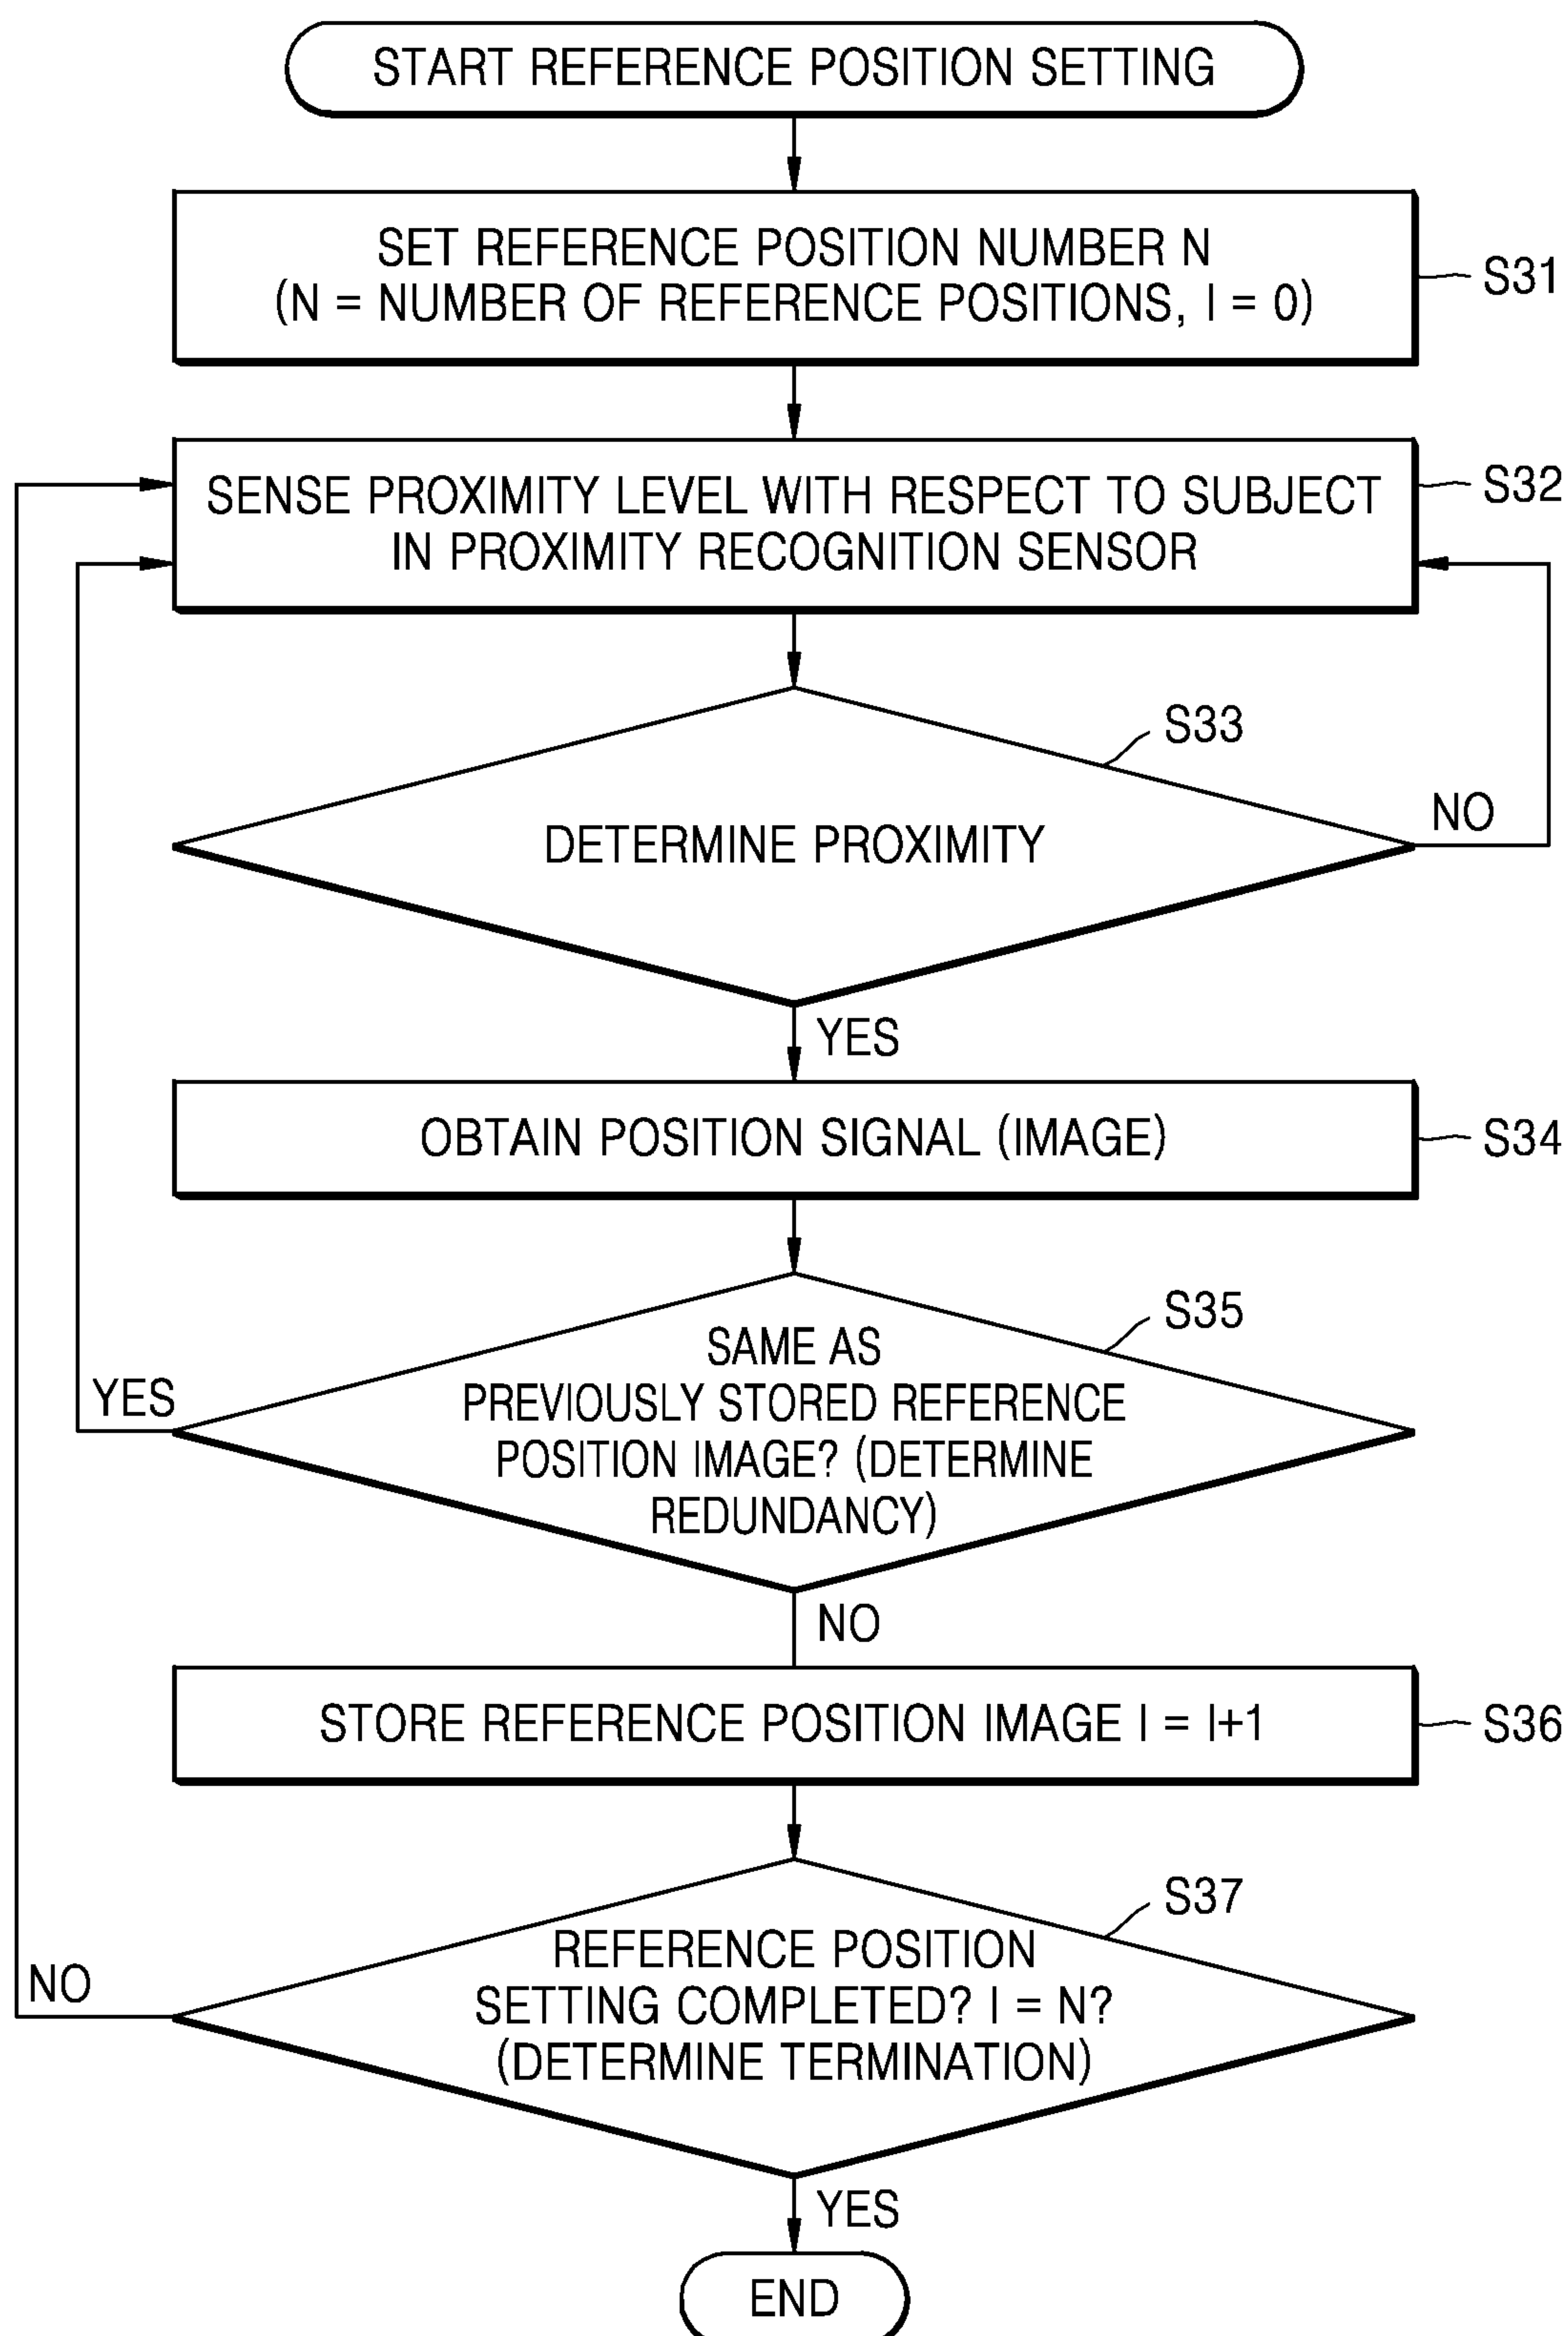 START REFERENCE POSITION SETTING
SET REFERENCE POSITION NUMBER N
(N = NUMBER OF REFERENCE POSITIONS, I = 0)
S31
SENSE PROXIMITY LEVEL WITH RESPECT TO SUBJECT
IN PROXIMITY RECOGNITION SENSOR
S32
S33
DETERMINE PROXIMITY
NO
YES
OBTAIN POSITION SIGNAL (IMAGE)
S34
S35
SAME AS
PREVIOUSLY STORED REFERENCE
POSITION IMAGE? (DETERMINE
REDUNDANCY)
YES
NO
STORE REFERENCE POSITION IMAGE I = I+1
S36
S37
REFERENCE POSITION
SETTING COMPLETED? I = N?
(DETERMINE TERMINATION)
NO
YES
END